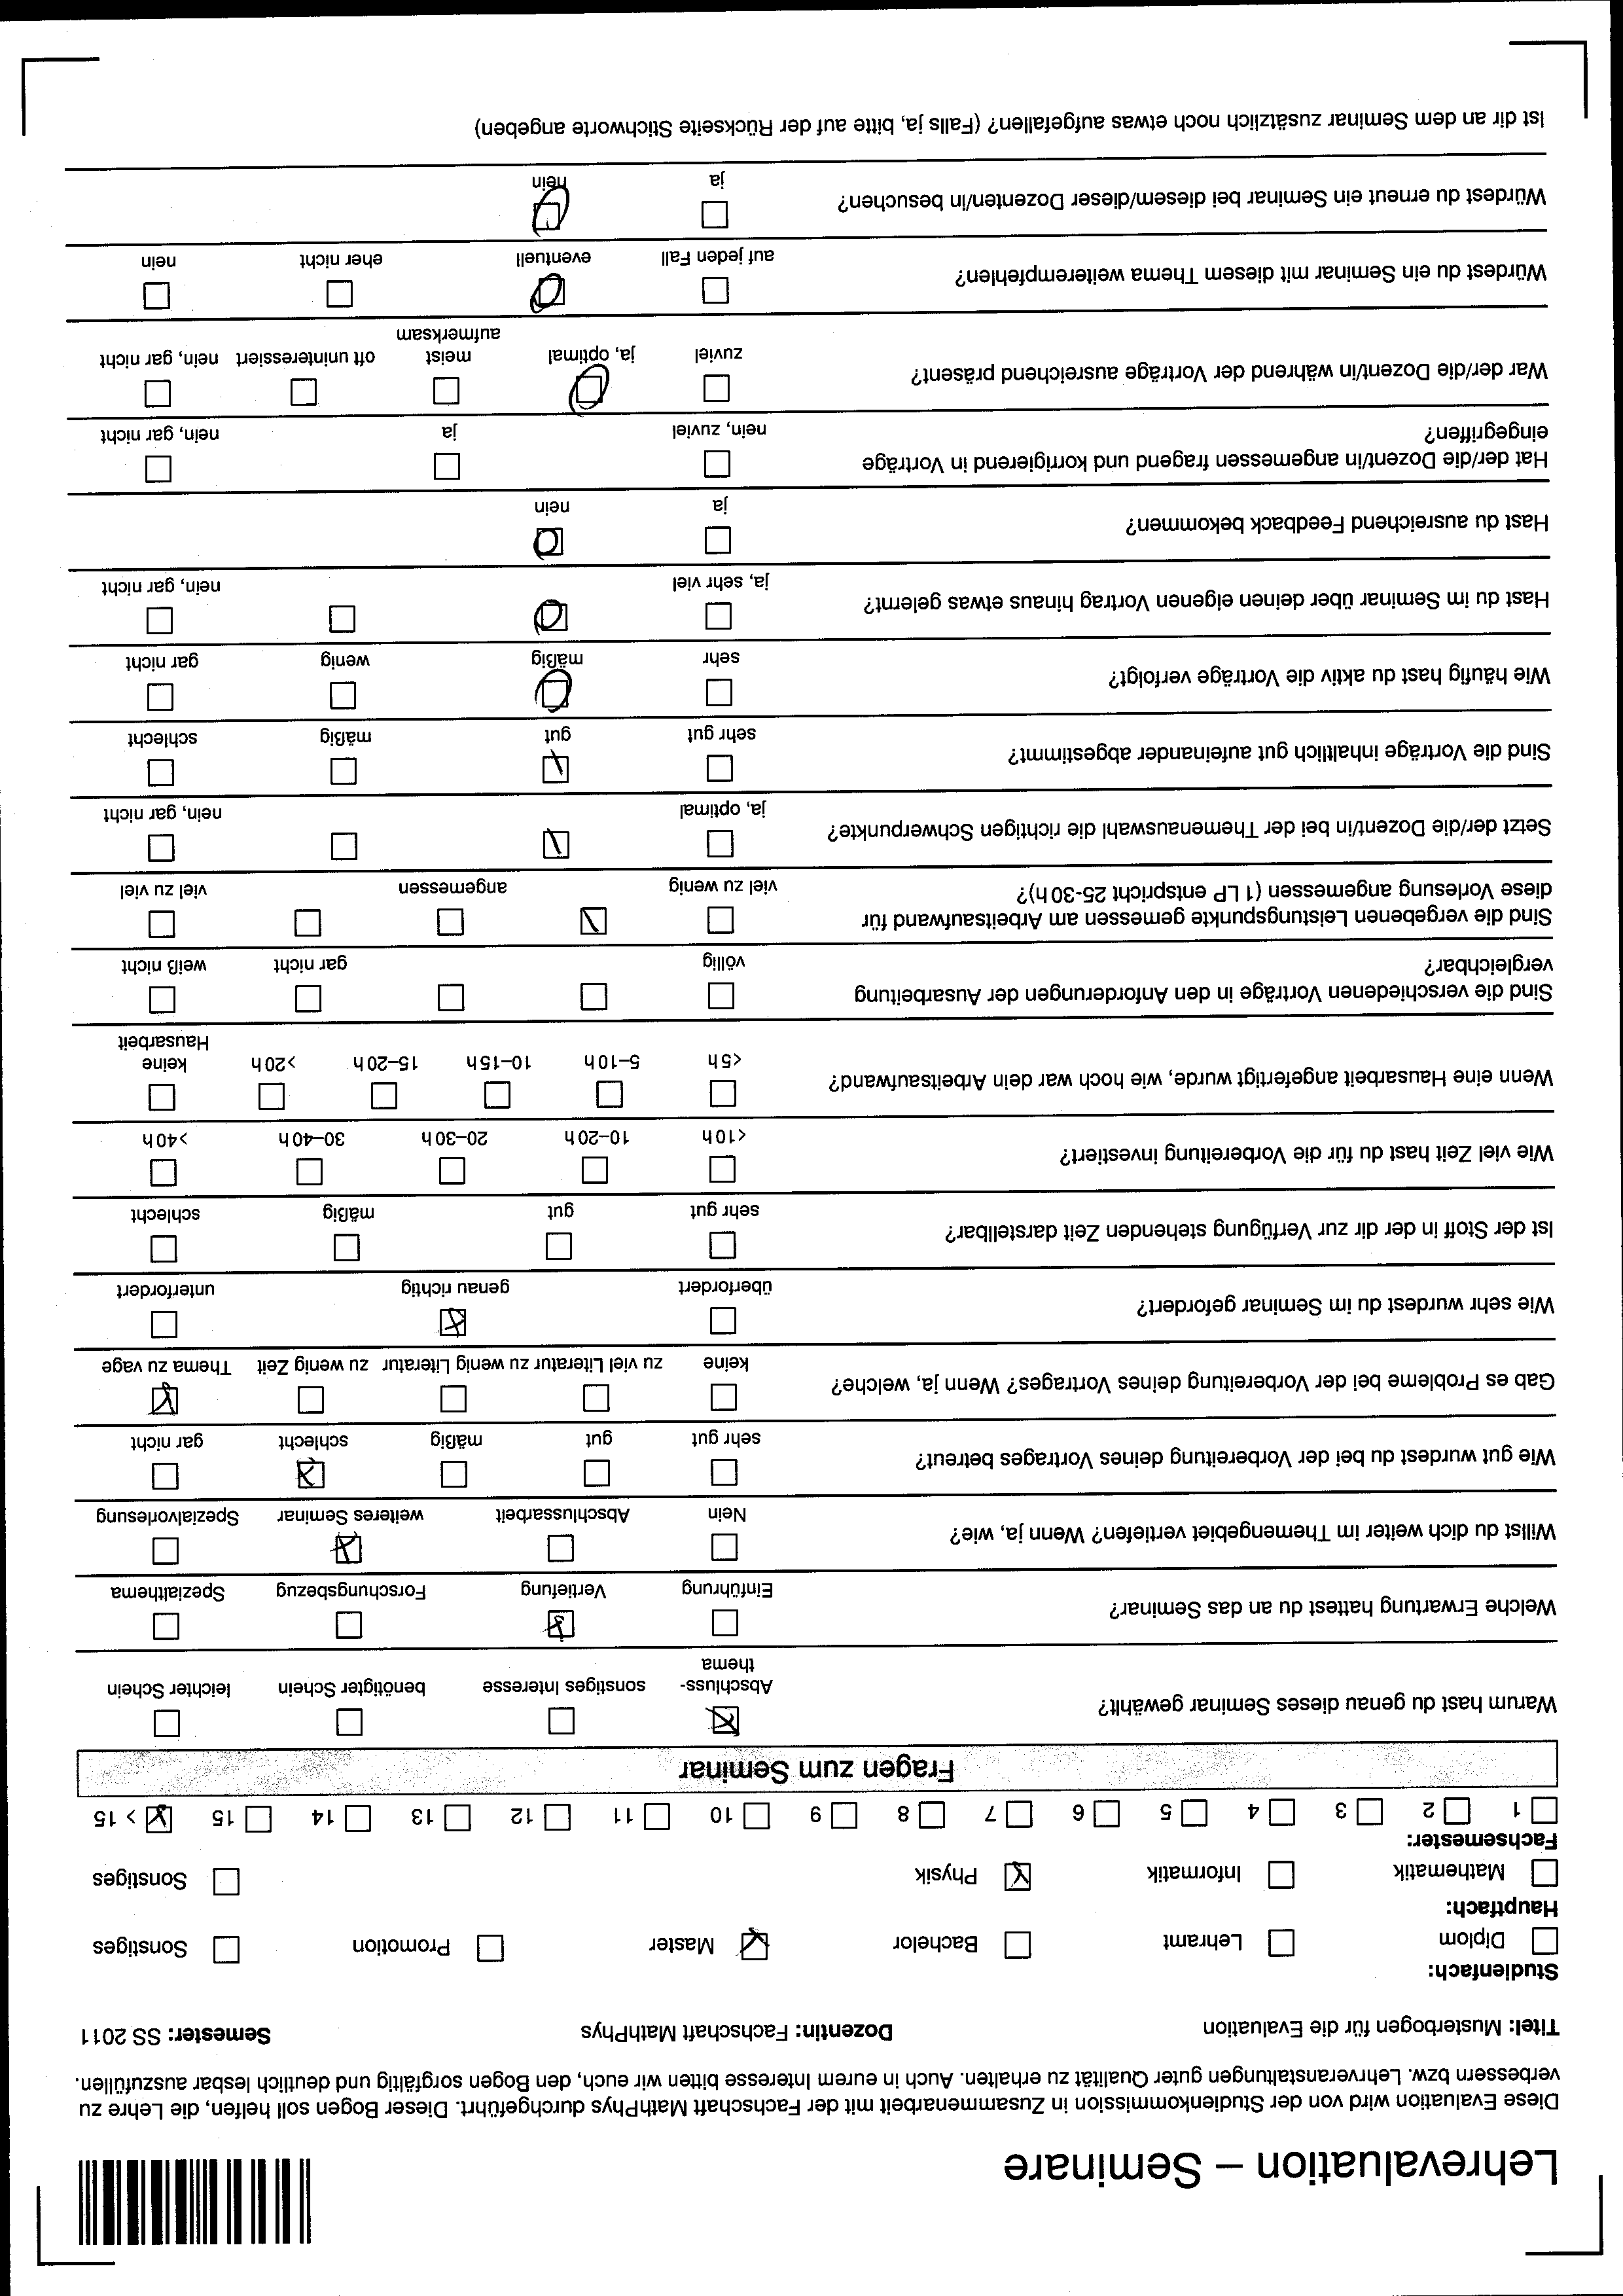 Lehrevaluation – Seminare
Diese Evaluation wird von der Studienkommission in Zusammenarbeit mit der Fachschaft MathPhys durchgeführt. Dieser Bogen soll helfen, die Lehre zu
verbessern bzw. Lehrveranstaltungen guter Qualität zu erhalten. Auch in eurem Interesse bitten wir euch, den Bogen sorgfältig und deutlich lesbar auszufüllen.
Titel: Musterbogen für die Evaluation Dozentin: Fachschaft MathPhys Semester: SS 2011
Studienfach:
Diplom Lehramt Bachelor Master Promotion Sonstiges
Hauptfach:
Mathematik Informatik Physik Sonstiges
Fachsemester:
1 2 3 4 5 6 7 8 9 10 11 12 13 14 15 > 15
Fragen zum Seminar
Warum hast du genau dieses Seminar gewählt?
Abschluss- sonstiges Interesse benötigter Schein leichter Schein
thema
Welche Erwartung hattest du an das Seminar?
Einführung Vertiefung Forschungsbezug Spezialthema
Willst du dich weiter im Themengebiet vertiefen? Wenn ja, wie?
Nein Abschlussarbeit weiteres Seminar Spezialvorlesung
Wie gut wurdest du bei der Vorbereitung deines Vortrages betreut?
sehr gut gut mäßig schlecht gar nicht
Gab es Probleme bei der Vorbereitung deines Vortrages? Wenn ja, welche?
keine zu viel Literatur zu wenig Literatur zu wenig Zeit Thema zu vage
Wie sehr wurdest du im Seminar gefordert?
überfordert genau richtig unterfordert
Ist der Stoff in der dir zur Verfügung stehenden Zeit darstellbar?
sehr gut gut mäßig schlecht
Wie viel Zeit hast du für die Vorbereitung investiert?
<10 h 10–20 h 20–30 h 30–40 h >40 h
Wenn eine Hausarbeit angefertigt wurde, wie hoch war dein Arbeitsaufwand?
<5 h 5–10 h 10–15 h 15–20 h >20 h keine
Hausarbeit
Sind die verschiedenen Vorträge in den Anforderungen der Ausarbeitung
vergleichbar?
völlig gar nicht weiß nicht
Sind die vergebenen Leistungspunkte gemessen am Arbeitsaufwand für
diese Vorlesung angemessen (1 LP entspricht 25-30 h)?
viel zu wenig angemessen viel zu viel
Setzt der/die Dozent/in bei der Themenauswahl die richtigen Schwerpunkte?
ja, optimal nein, gar nicht
Sind die Vorträge inhaltlich gut aufeinander abgestimmt?
sehr gut gut mäßig schlecht
Wie häufig hast du aktiv die Vorträge verfolgt?
sehr mäßig wenig gar nicht
Hast du im Seminar über deinen eigenen Vortrag hinaus etwas gelernt?
ja, sehr viel nein, gar nicht
Hast du ausreichend Feedback bekommen?
ja nein
Hat der/die Dozent/in angemessen fragend und korrigierend in Vorträge
eingegriffen?
nein, zuviel ja nein, gar nicht
War der/die Dozent/in während der Vorträge ausreichend präsent?
zuviel ja, optimal meist oft uninteressiert nein, gar nicht
aufmerksam
Würdest du ein Seminar mit diesem Thema weiterempfehlen?
auf jeden Fall eventuell eher nicht nein
Würdest du erneut ein Seminar bei diesem/dieser Dozenten/in besuchen?
ja nein
Ist dir an dem Seminar zusätzlich noch etwas aufgefallen? (Falls ja, bitte auf der Rückseite Stichworte angeben)